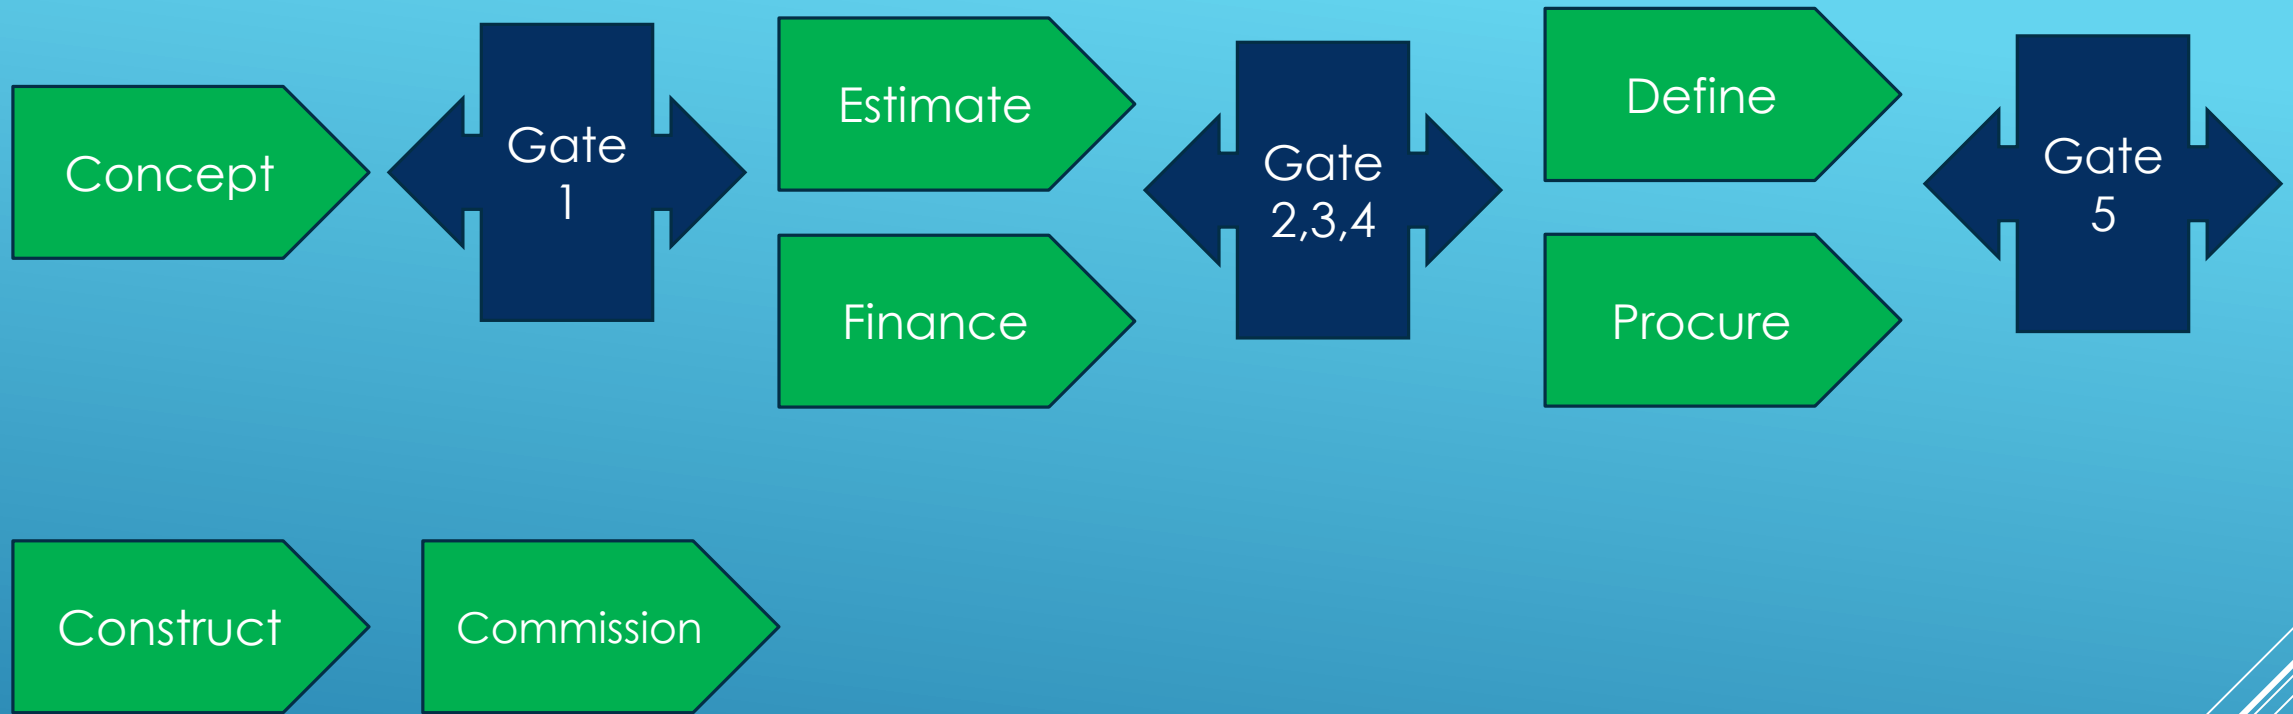 Concept
Gate
1
Estimate
Finance
Gate
2,3,4
Define
Procure
Gate
5
Construct
Commission